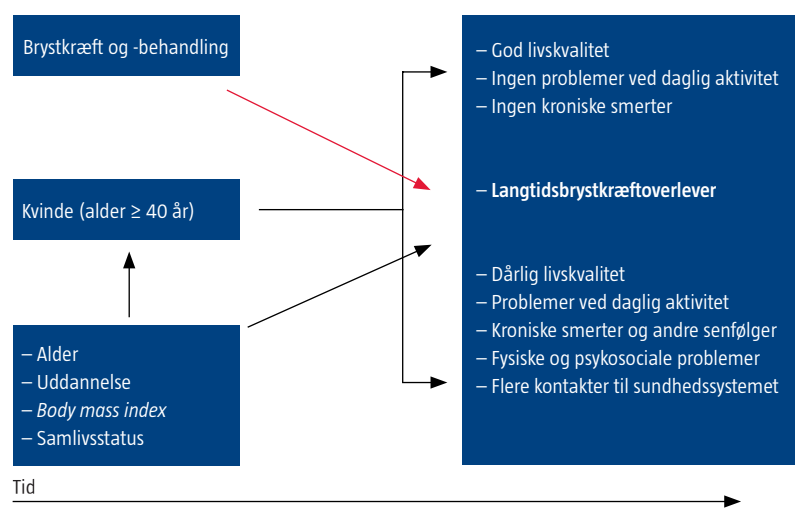 Brystkræft og -behandling
Kvinde (alder ≥ 40 år)
– Alder
– Uddannelse
– Body mass index
– Samlivsstatus
– God livskvalitet
– Ingen problemer ved daglig aktivitet
– Ingen kroniske smerter
– Langtidsbrystkræftoverlever
– Dårlig livskvalitet
– Problemer ved daglig aktivitet
– Kroniske smerter og andre senfølger
– Fysiske og psykosociale problemer
– Flere kontakter til sundhedssystemet
Tid